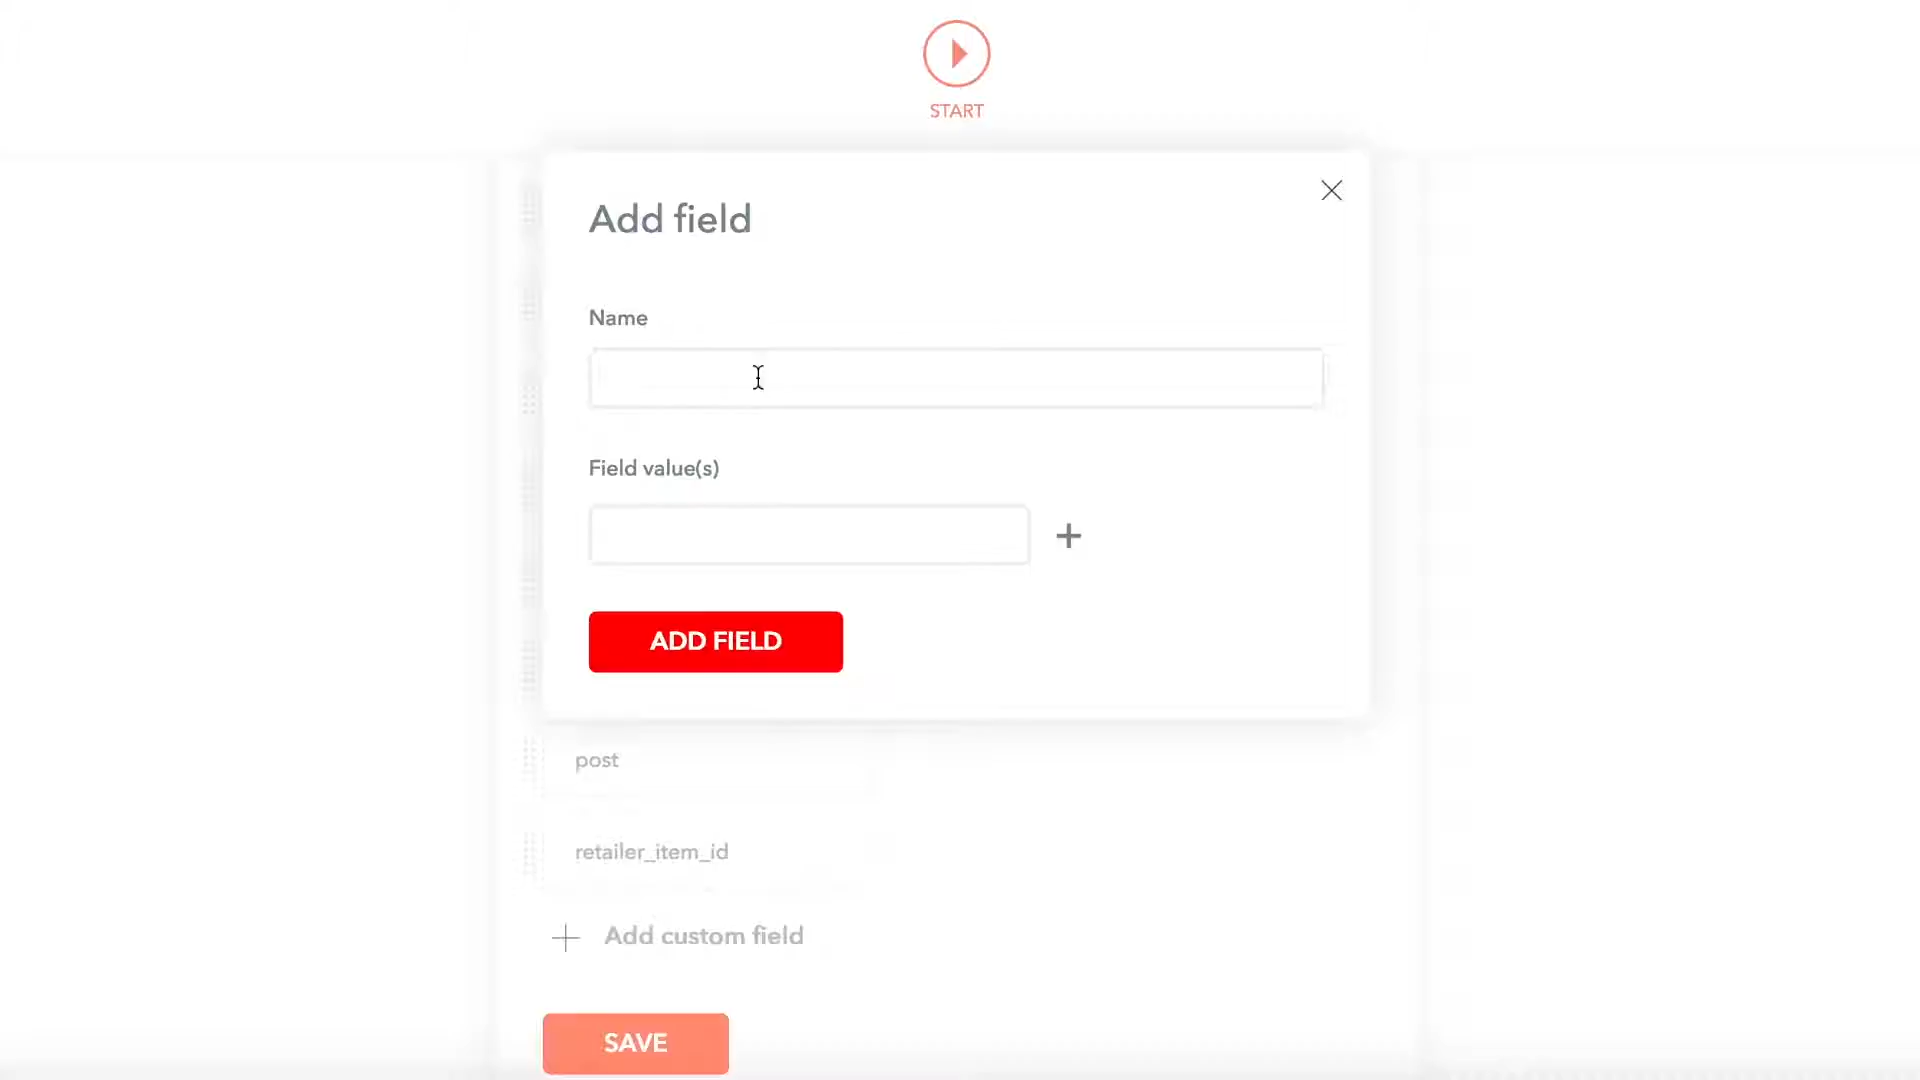 START
Add field
Name
Field value(s)
ADD FIELD
post
retailer_item_id
Add custom field
SAVE